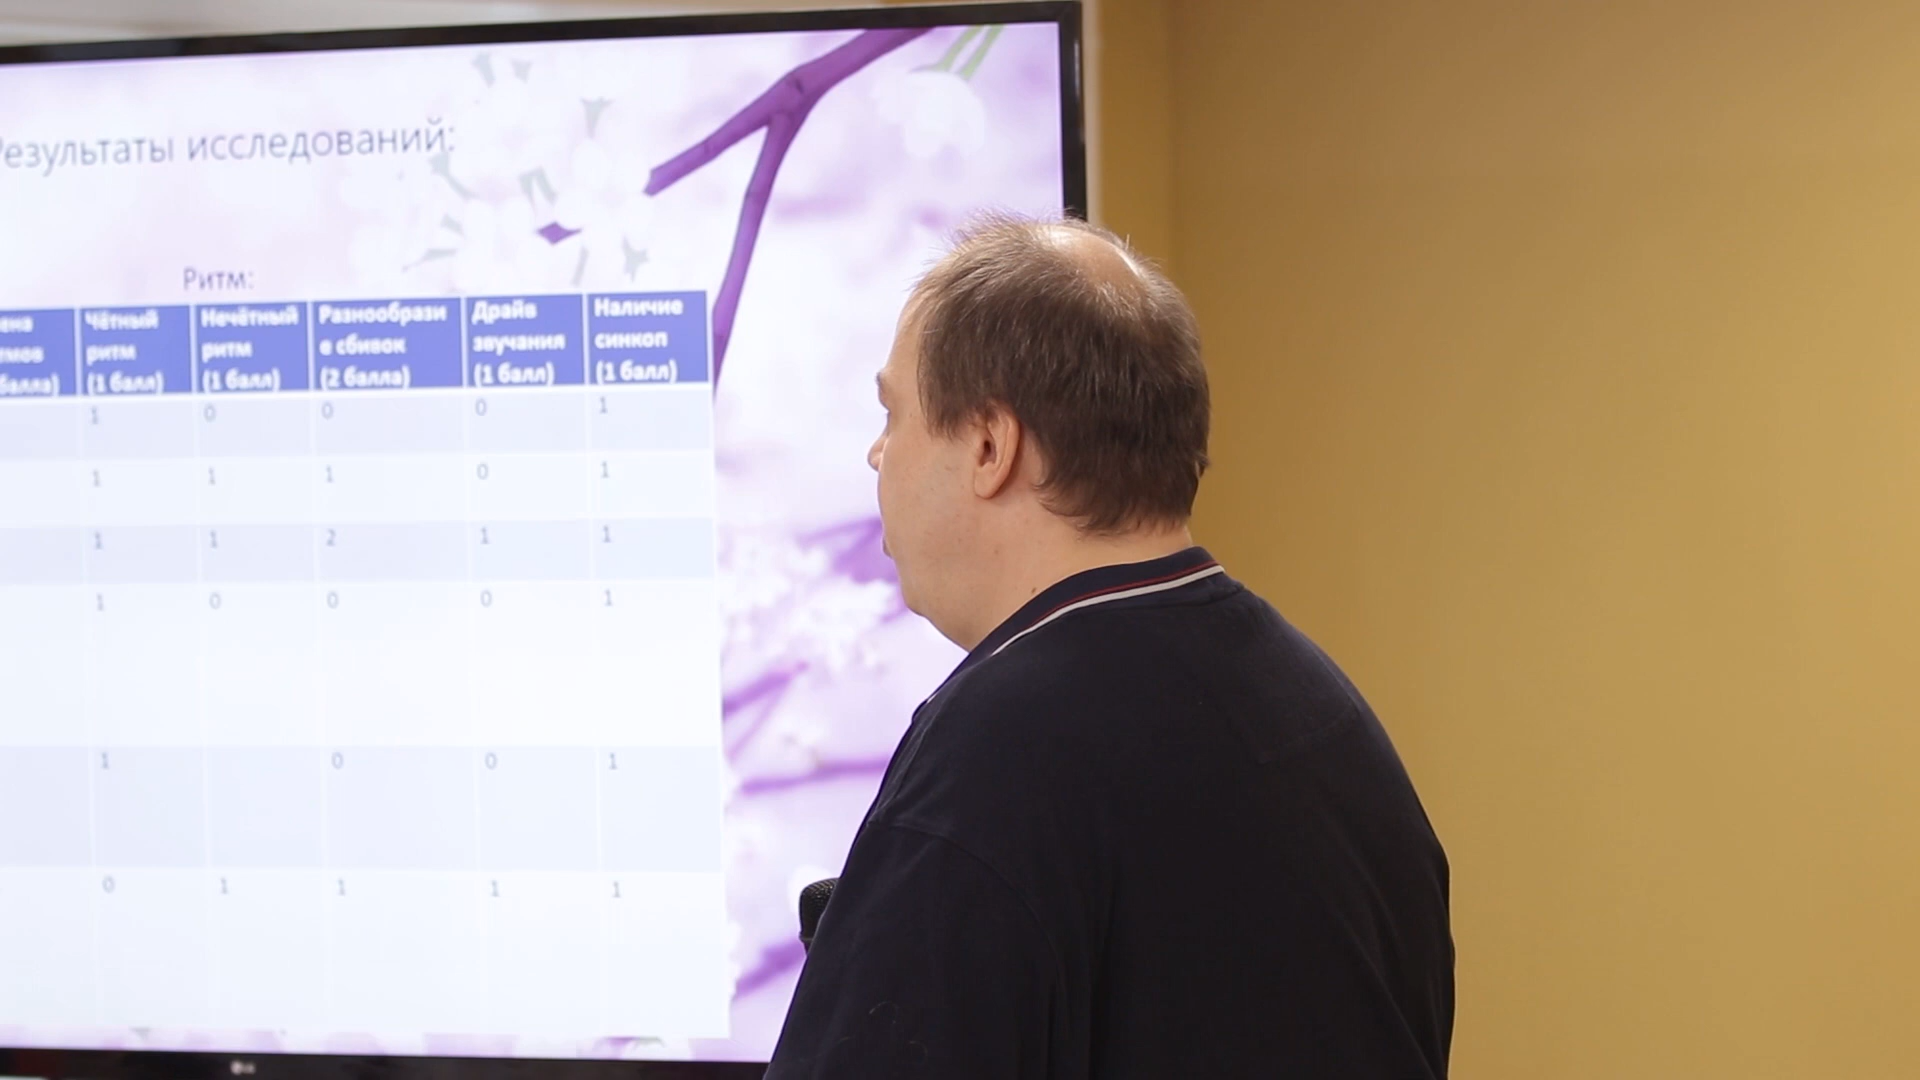 Результаты исследований:
Ритм:
Чётный ритм (1 балл)
Нечётный ритм (1 балл)
Разнообрази е сбивок (2 балла)
Драйв звучания (1 балл)
Наличие синкоп (1 балл)
1 0 0 0 1
1 1 1 0 1
1 1 2 1 1
1 0 0 0 1
1 0 0 1
0 1 1 1 1
LG